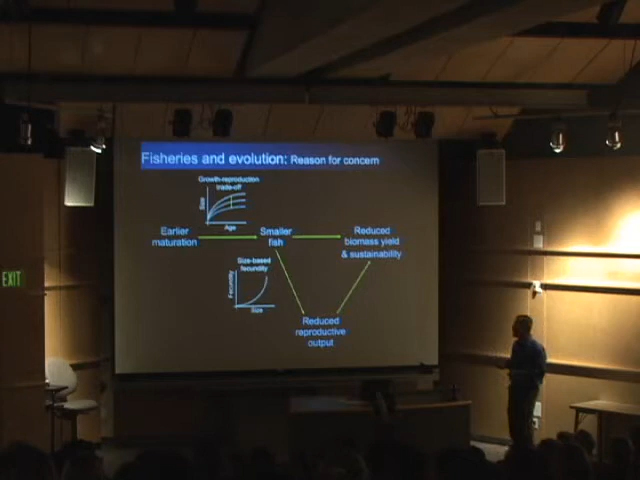 Fisheries and evolution: Reason for concern
Growth-reproduction
trade-off
Size
Age
Earlier
maturation
Smaller
fish
Reduced
biomass yield
& sustainability
Size-based
fecundity
Fecundity
Size
Reduced
reproductive
output
EXIT